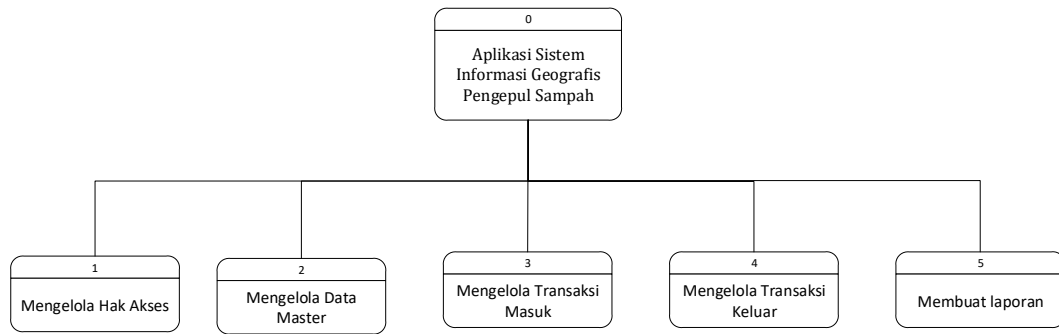 0
Aplikasi Sistem
Informasi Geografis
Pengepul Sampah
1
Mengelola Hak Akses
2
Mengelola Data
Master
3
Mengelola Transaksi
Masuk
4
Mengelola Transaksi
Keluar
5
Membuat laporan